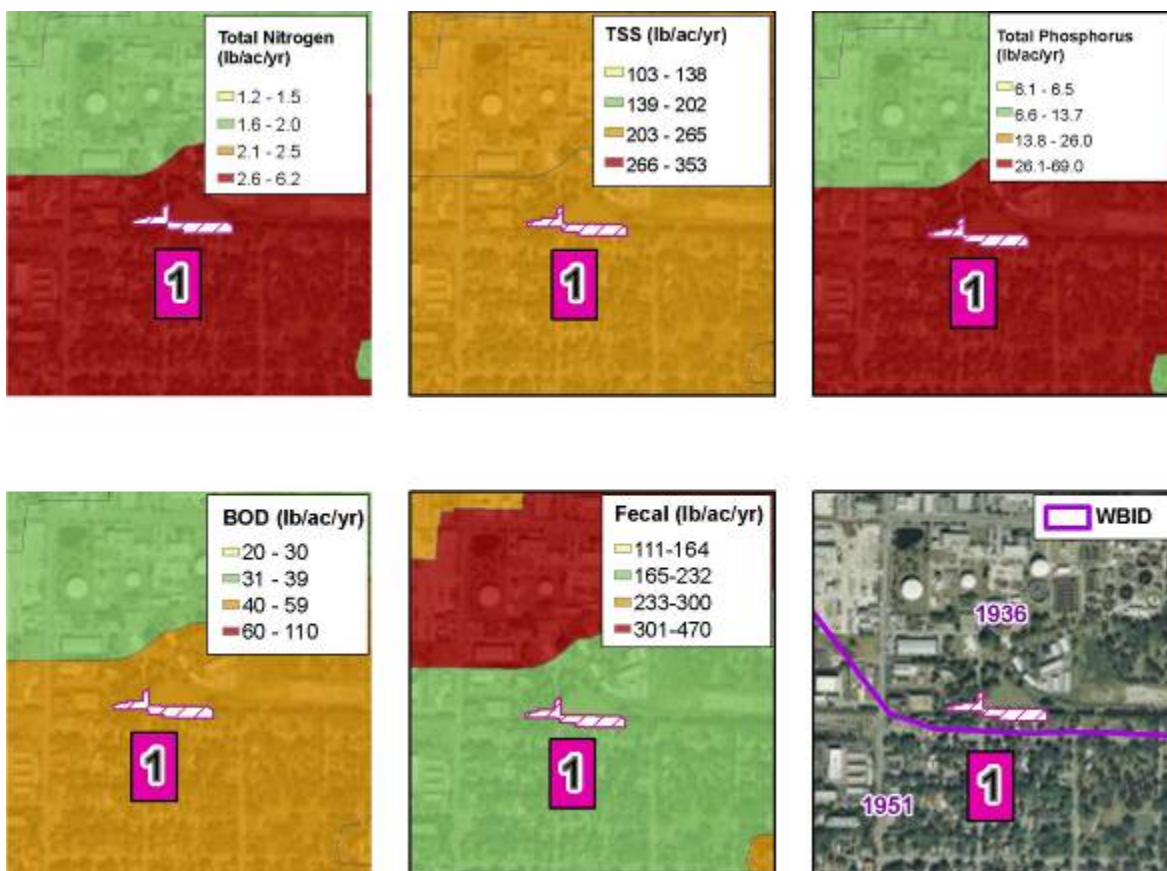 Total Nitrogen
(lb/ac/yr)
1.2 - 1.5
1.6 - 2.0
2.1 - 2.5
2.6 - 6.2
1
TSS (lb/ac/yr)
103 - 138
139 - 202
203 - 265
266 - 353
1
Total Phosphorus
(lb/ac/yr)
6.1 - 6.5
6.6 - 13.7
13.8 - 26.0
26.1-69.0
1
BOD (lb/ac/yr)
20 - 30
31 - 39
40 - 59
60 - 110
1
Fecal (lb/ac/yr)
111-164
165-232
233-300
301-470
1
WBID
1936
1951
1